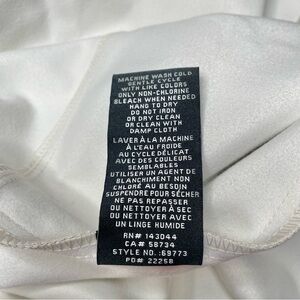 MACHINE WASH COLD
GENTLE CYCLE
WITH LIKE COLORS
ONLY NON-CHLORINE
BLEACH WHEN NEEDED
HANG TO DRY
DO NOT IRON
OR DRY CLEAN
OR CLEAN WITH
DAMP CLOTH
LAVER À LA MACHINE
À L'EAU FROIDE
AU CYCLE DÉLICAT
AVEC DES COULEURS
SEMBLABLES
UTILISER UN AGENT DE
BLANCHIMENT NON
CHLORÉ AU BESOIN
SUSPENDRE POUR SÉCHER
NE PAS REPASSER
OU NETTOYER À SEC
OU NETTOYER AVEC
UN LINGE HUMIDE
RN# 143044
CA# 58734
STYLE NO. :69773
PO# 22258